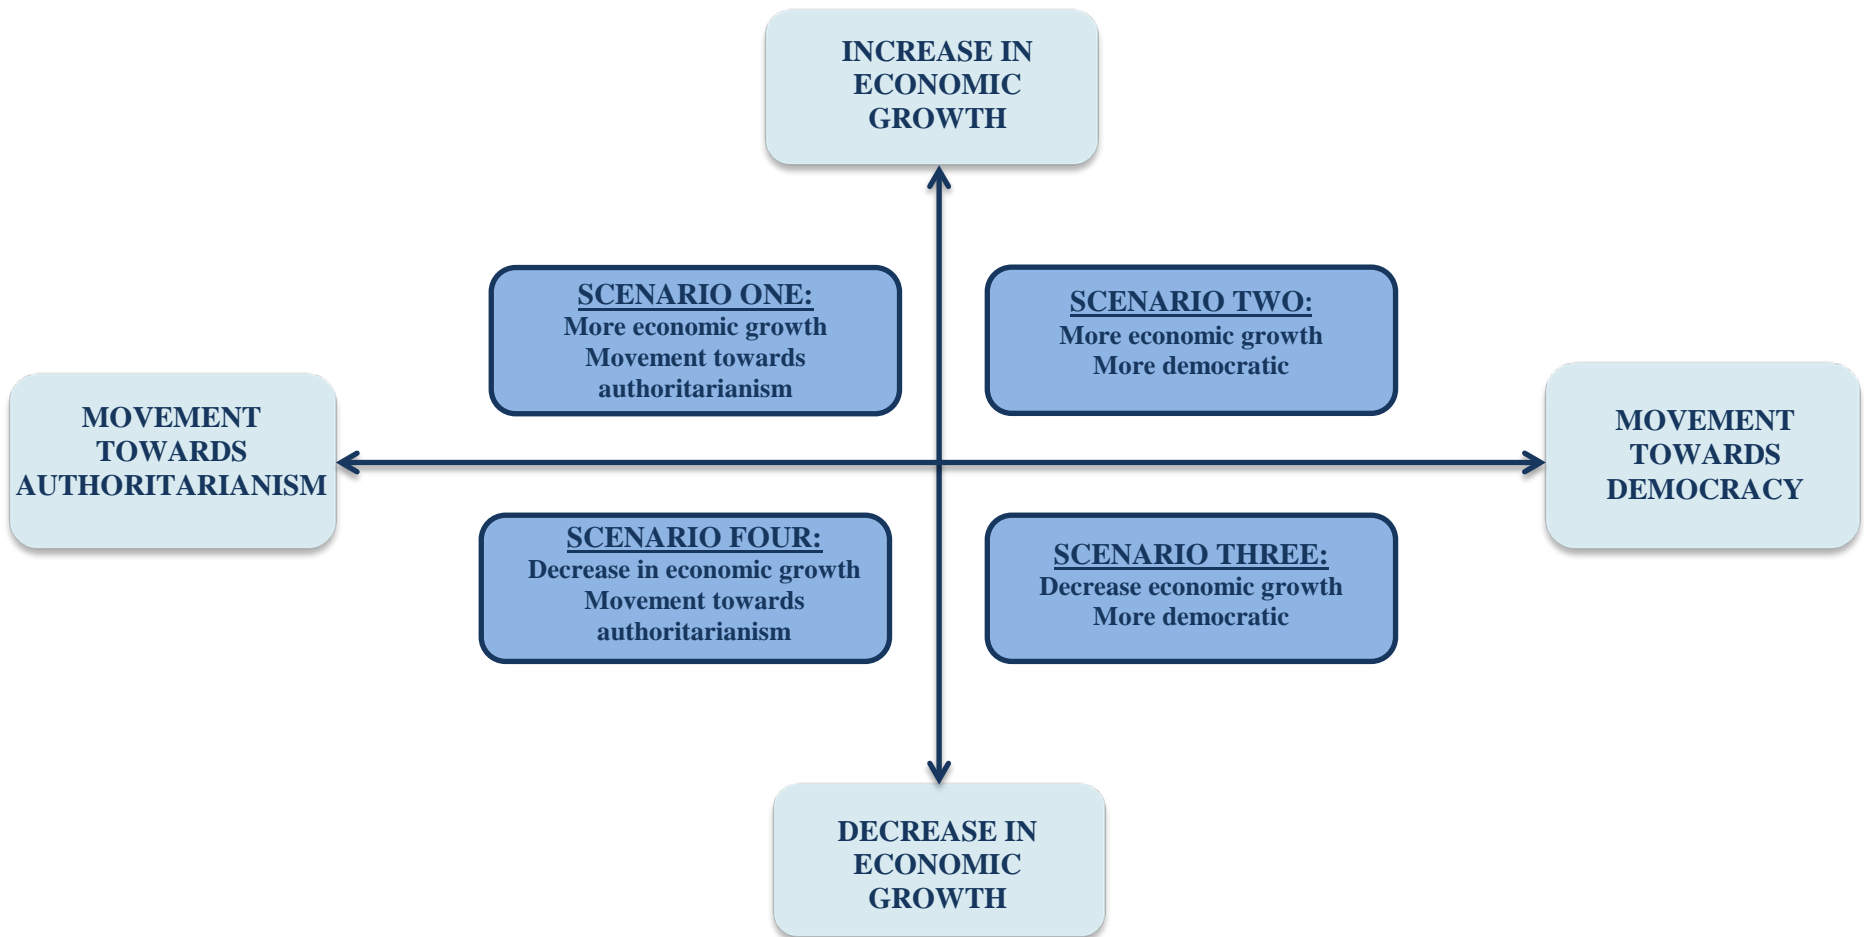 INCREASE IN
ECONOMIC
GROWTH
SCENARIO ONE:
More economic growth
Movement towards
authoritarianism
SCENARIO TWO:
More economic growth
More democratic
MOVEMENT
TOWARDS
AUTHORITARIANISM
MOVEMENT
TOWARDS
DEMOCRACY
SCENARIO FOUR:
Decrease in economic growth
Movement towards
authoritarianism
SCENARIO THREE:
Decrease economic growth
More democratic
DECREASE IN
ECONOMIC
GROWTH